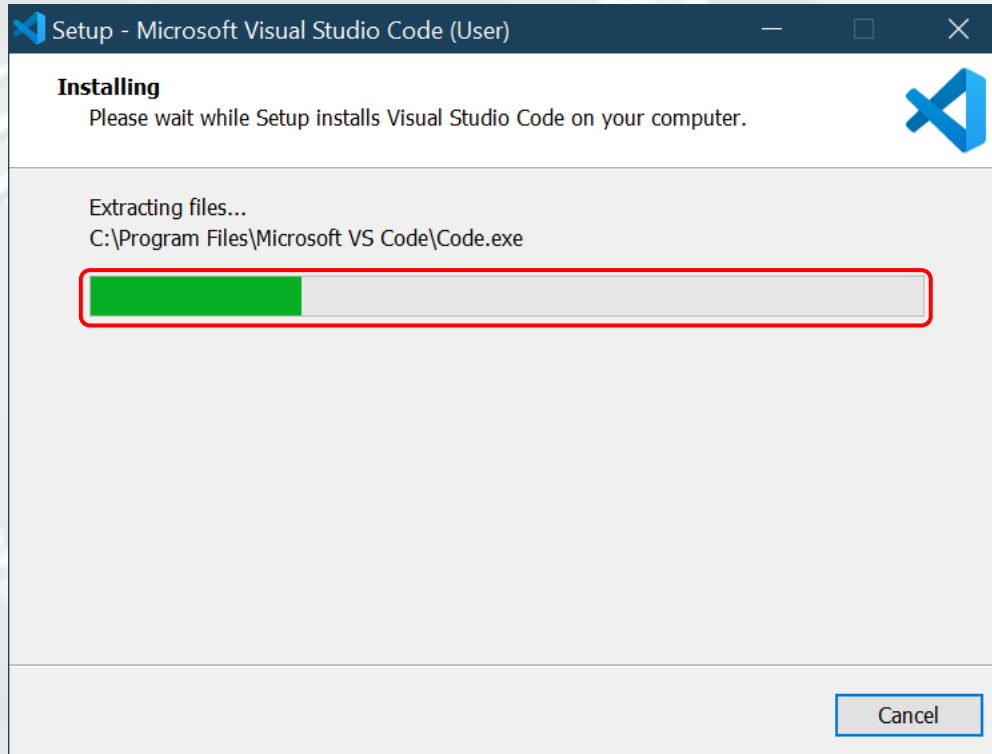 Setup - Microsoft Visual Studio Code (User)
Installing
Please wait while Setup installs Visual Studio Code on your computer.
Extracting files...
C:\Program Files\Microsoft VS Code\Code.exe
Cancel